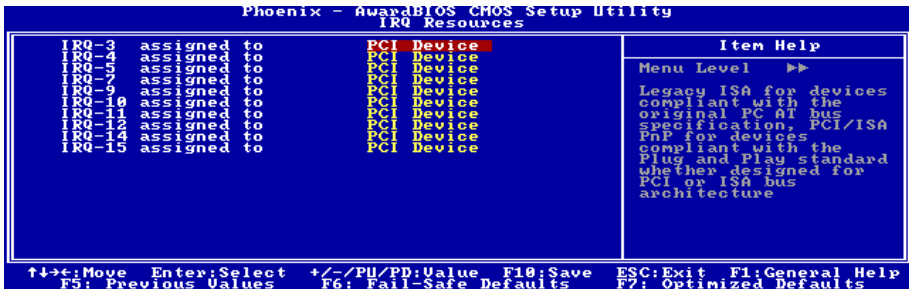 Phoenix - AwardBIOS CMOS Setup Utility
IRQ Resources
IRQ-3 assigned to PCI Device
IRQ-4 assigned to PCI Device
IRQ-5 assigned to PCI Device
IRQ-7 assigned to PCI Device
IRQ-9 assigned to PCI Device
IRQ-10 assigned to PCI Device
IRQ-11 assigned to PCI Device
IRQ-12 assigned to PCI Device
IRQ-14 assigned to PCI Device
IRQ-15 assigned to PCI Device
Item Help
Menu Level ▶▶
Legacy ISA for devices
compliant with the
original PC AT bus
specification, PCI/ISA
PnP for devices
compliant with the
Plug and Play standard
whether designed for
PCI or ISA bus
architecture
↑↓→←:Move Enter:Select +/-/PU/PD:Value F10:Save ESC:Exit F1:General Help
F5: Previous Values F6: Fail-Safe Defaults F7: Optimized Defaults